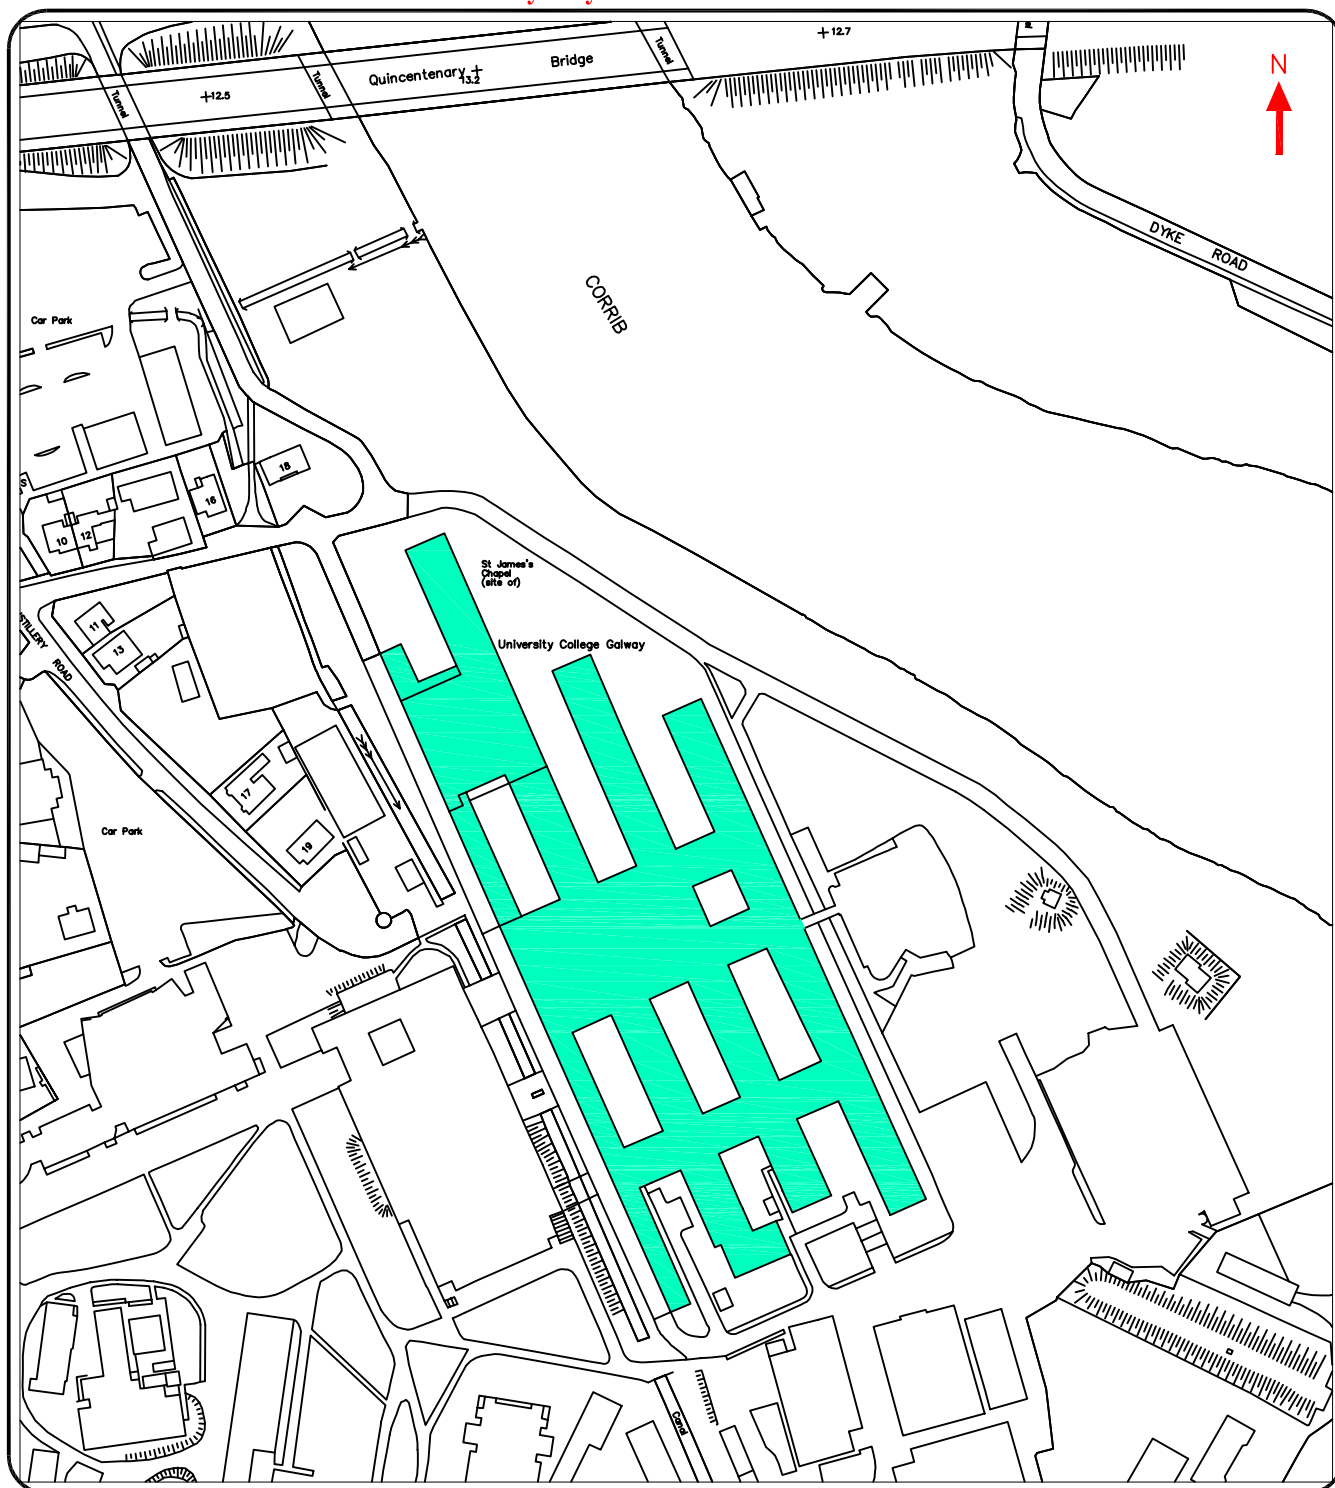 12.7
Tunnel
Bridge
Quincentenary
13.2
Tunnel
Tunnel
12.5
N
DYKE ROAD
CORRIB
Car Park
18
16
10
12
St James's
Chapel
(site of)
University College Galway
11
13
ROAD
17
Car Park
19
Canal